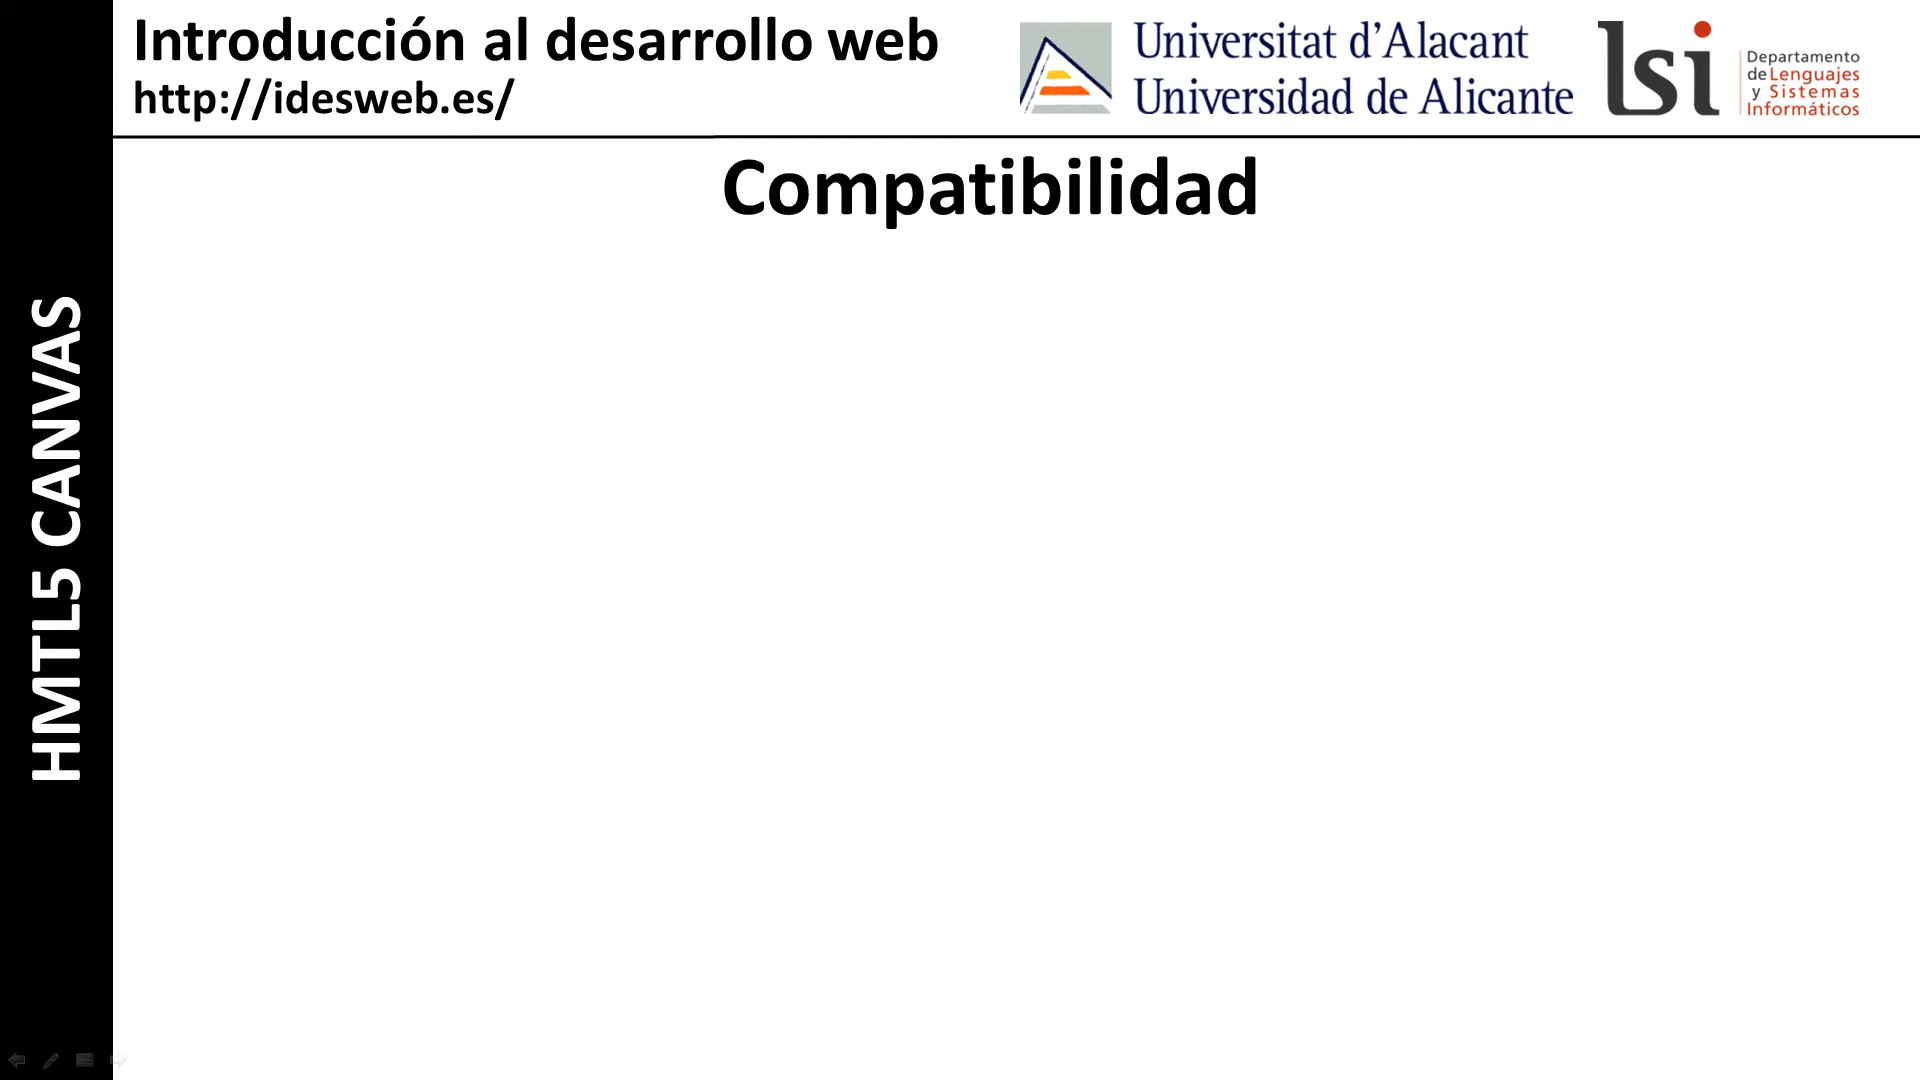 Introducción al desarrollo web
http://idesweb.es/
Universitat d'Alacant
Universidad de Alicante
lsi
Departamento
de Lenguajes
y Sistemas
Informáticos
Compatibilidad
HMTL5 CANVAS